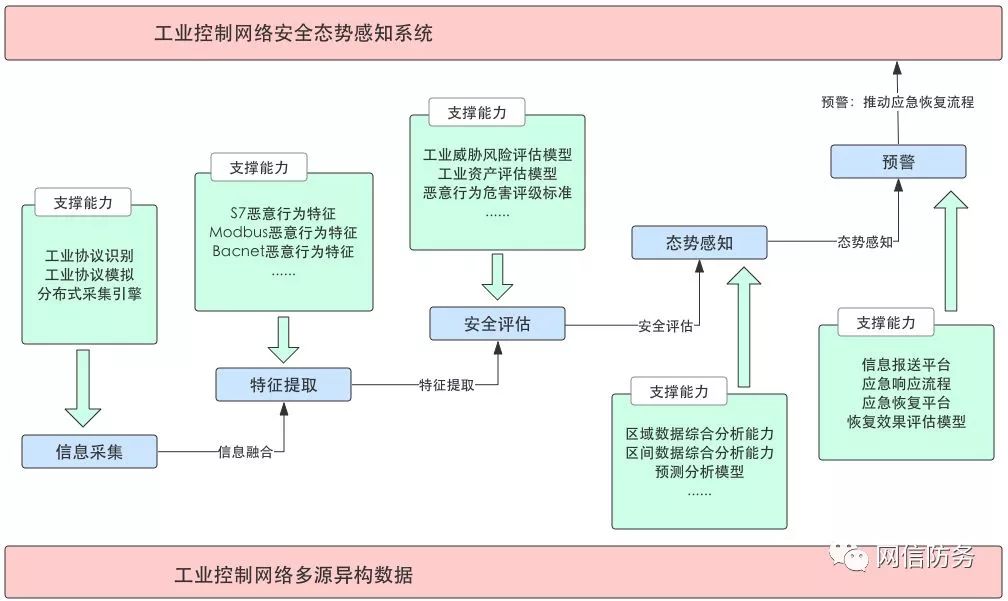 工业控制网络安全态势感知系统
预警：推动应急恢复流程
支撑能力
工业威胁风险评估模型
工业资产评估模型
恶意行为危害评级标准
......
预警
支撑能力
S7恶意行为特征
Modbus恶意行为特征
Bacnet恶意行为特征
......
支撑能力
工业协议识别
工业协议模拟
分布式采集引擎
态势感知
态势感知
安全评估
安全评估
支撑能力
信息报送平台
应急响应流程
应急恢复平台
恢复效果评估模型
特征提取
特征提取
支撑能力
区域数据综合分析能力
区间数据综合分析能力
预测分析模型
......
信息采集
信息融合
网信防务
工业控制网络多源异构数据